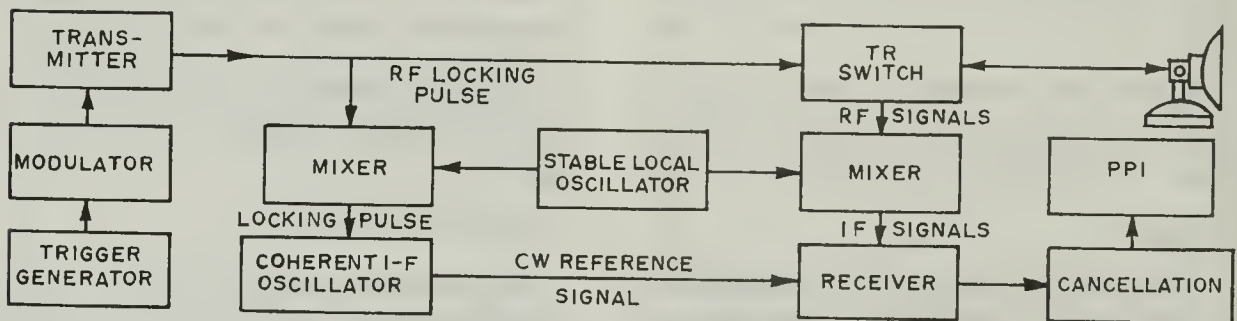 TRANS-
MITTER
RF LOCKING
PULSE
TR
SWITCH
RF SIGNALS
MODULATOR
MIXER
STABLE LOCAL
OSCILLATOR
MIXER
PPI
LOCKING PULSE
IF SIGNALS
TRIGGER
GENERATOR
COHERENT I-F
OSCILLATOR
CW REFERENCE
SIGNAL
RECEIVER
CANCELLATION